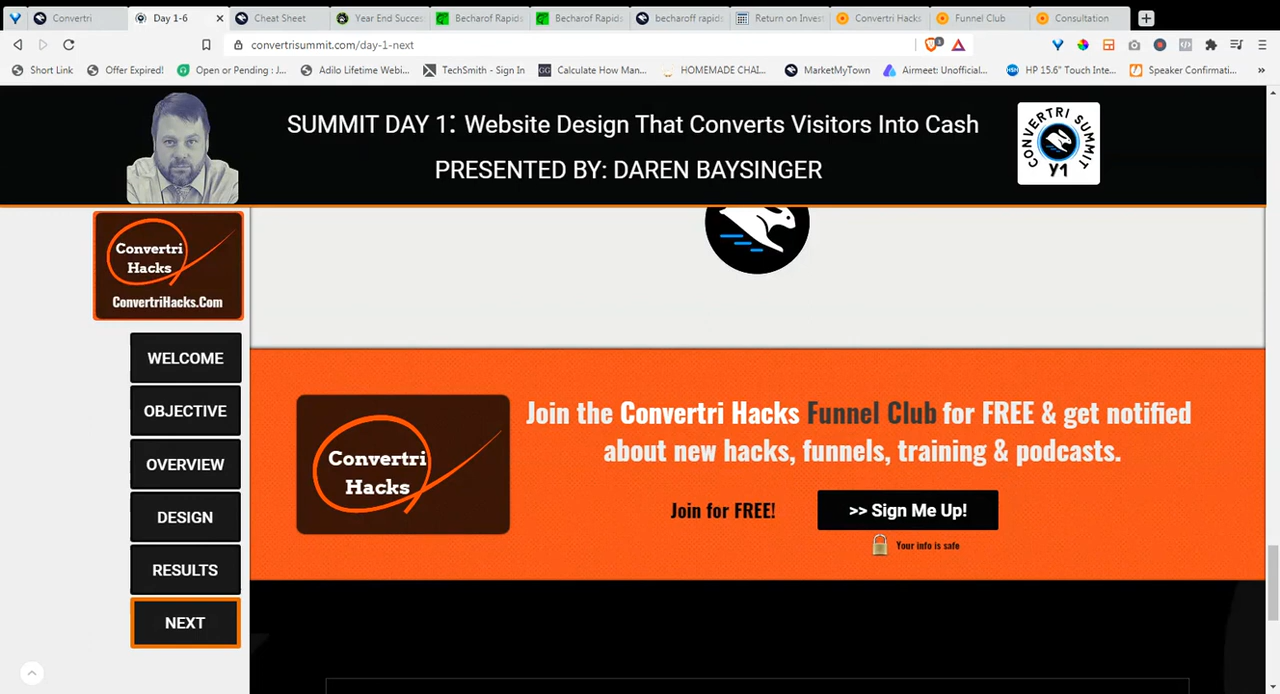 Convertri
Day 1-6
Cheat Sheet
Year End Succes
Becharof Rapids
Becharof Rapids
becharoff rapids
Return on Invest
Convertri Hacks
Funnel Club
Consultation
convertrisummit.com/day-1-next
1
Short Link
Offer Expired!
Open or Pending : J...
Adilo Lifetime Webi...
TechSmith - Sign In
GG
Calculate How Man...
HOMEMADE CHAI...
MarketMyTown
Airmeet: Unofficial...
HSN
HP 15.6" Touch Inte...
Speaker Confirmati...
»
SUMMIT DAY 1: Website Design That Converts Visitors Into Cash
PRESENTED BY: DAREN BAYSINGER
CONVERTRI SUMMIT
Y1
Convertri
Hacks
ConvertriHacks.Com
WELCOME
OBJECTIVE
OVERVIEW
DESIGN
RESULTS
NEXT
Convertri
Hacks
Join the Convertri Hacks Funnel Club for FREE & get notified
about new hacks, funnels, training & podcasts.
Join for FREE!
>> Sign Me Up!
Your info is safe